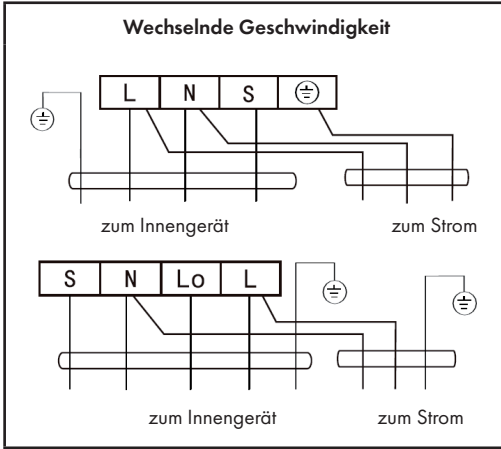 Wechselnde Geschwindigkeit
L N S
zum Innengerät zum Strom
S N Lo L
zum Innengerät zum Strom